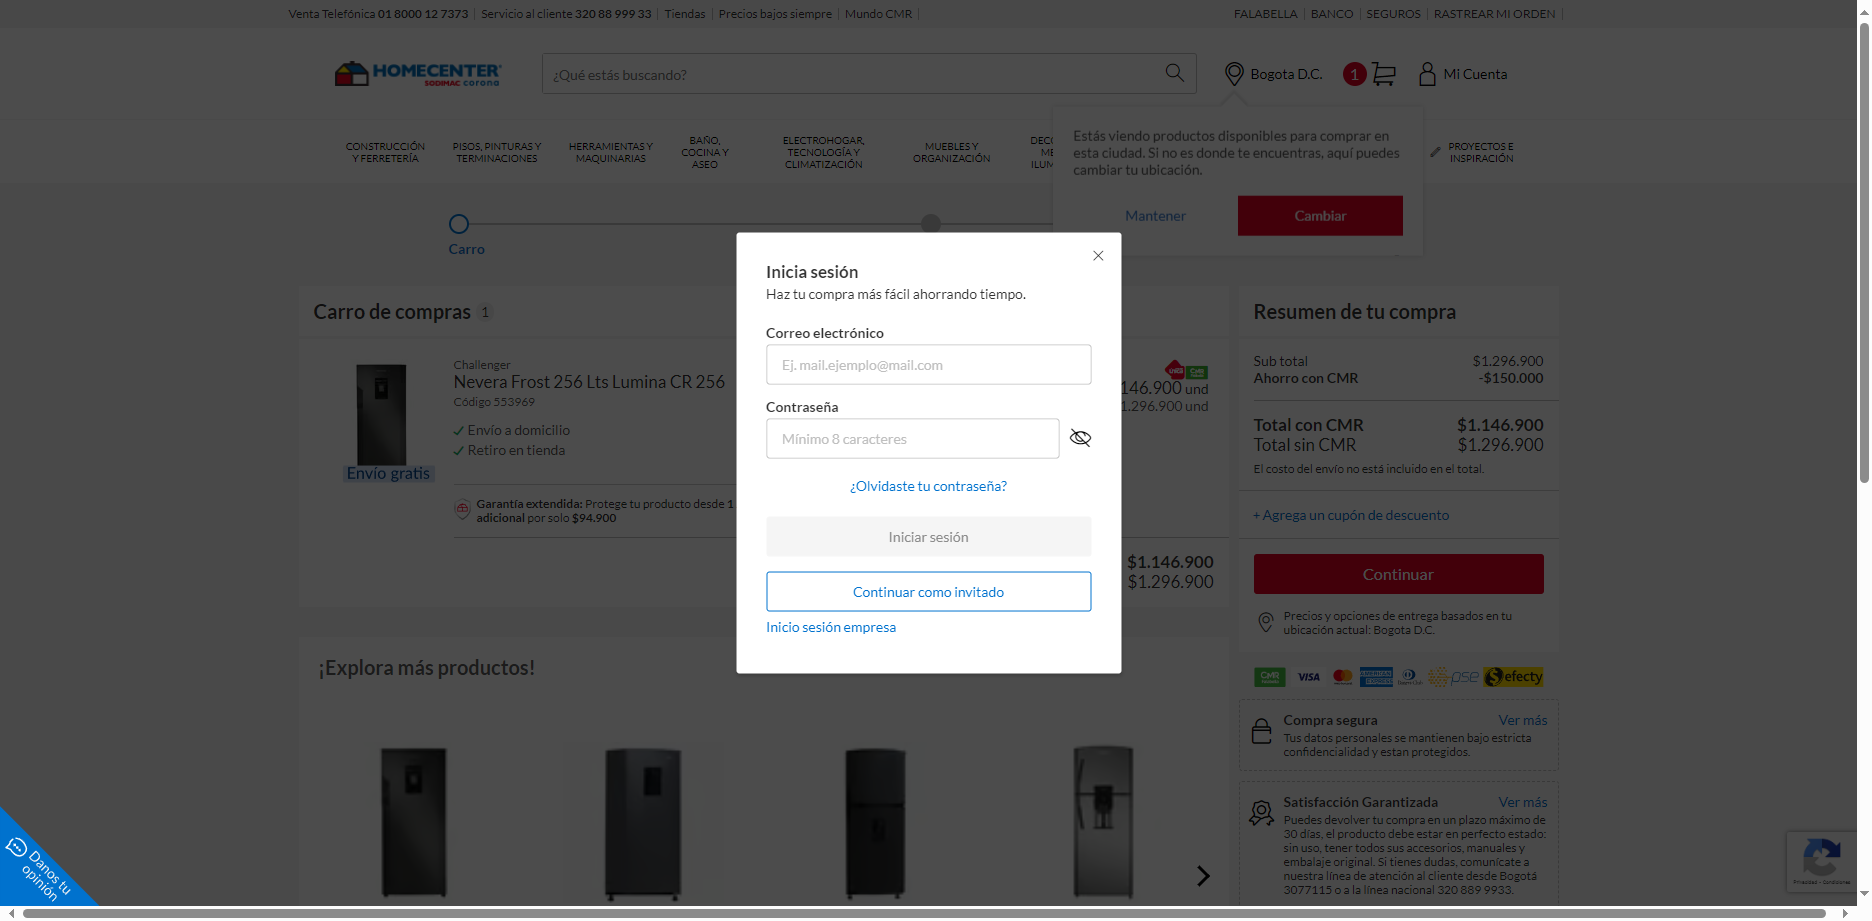 Venta Telefónica 01 8000 12 7373 | Servicio al cliente 320 88 999 33 | Tiendas | Precios bajos siempre | Mundo CMR |
FALABELLA | BANCO | SEGUROS | RASTREAR MI ORDEN |
HOMECENTER
SODIMAC corona
¿Qué estás buscando?
Bogota D.C.
1
Mi Cuenta
CONSTRUCCIÓN
Y FERRETERÍA
PISOS, PINTURAS Y
TERMINACIONES
HERRAMIENTAS Y
MAQUINARIAS
BAÑO,
COCINA Y
ASEO
ELECTROHOGAR,
TECNOLOGÍA Y
CLIMATIZACIÓN
MUEBLES Y
ORGANIZACIÓN
DECO
ME
ILUM
PROYECTOS E
INSPIRACIÓN
Estás viendo productos disponibles para comprar en
esta ciudad. Si no es donde te encuentras, aquí puedes
cambiar tu ubicación.
Mantener
Cambiar
Carro
Inicia sesión
Haz tu compra más fácil ahorrando tiempo.
Correo electrónico
Ej. mail.ejemplo@mail.com
Contraseña
Mínimo 8 caracteres
¿Olvidaste tu contraseña?
Iniciar sesión
Continuar como invitado
Inicio sesión empresa
Carro de compras 1
Challenger
Nevera Frost 256 Lts Lumina CR 256
Código 553969
Envío a domicilio
Retiro en tienda
Envío gratis
Garantía extendida: Protege tu producto desde 1
adicional por solo $94.900
146.900 und
1.296.900 und
$1.146.900
$1.296.900
Resumen de tu compra
Sub total $1.296.900
Ahorro con CMR -$150.000
Total con CMR $1.146.900
Total sin CMR $1.296.900
El costo del envío no está incluido en el total.
+ Agrega un cupón de descuento
Continuar
Precios y opciones de entrega basados en tu
ubicación actual: Bogota D.C.
CMR
VISA
pse
efecty
Compra segura Ver más
Tus datos personales se mantienen bajo estricta
confidencialidad y estan protegidos.
Satisfacción Garantizada Ver más
Puedes devolver tu compra en un plazo máximo de
30 días, el producto debe estar en perfecto estado:
sin uso, tener todos sus accesorios, manuales y
embalaje original. Si tienes dudas, comunícate a
nuestra línea de atención al cliente desde Bogotá
3077115 o a la línea nacional 320 889 9933.
¡Explora más productos!
Danos tu
opinión
Privacidad - Condiciones